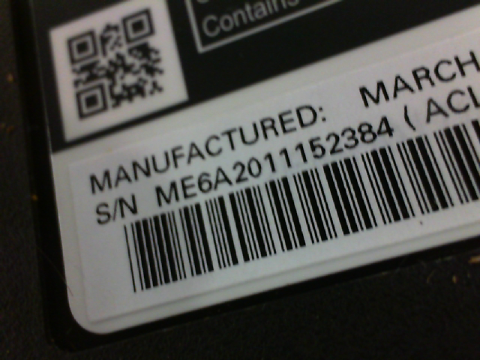 Contains
MANUFACTURED: MARCH
S/N ME6A2011152384 ( ACL